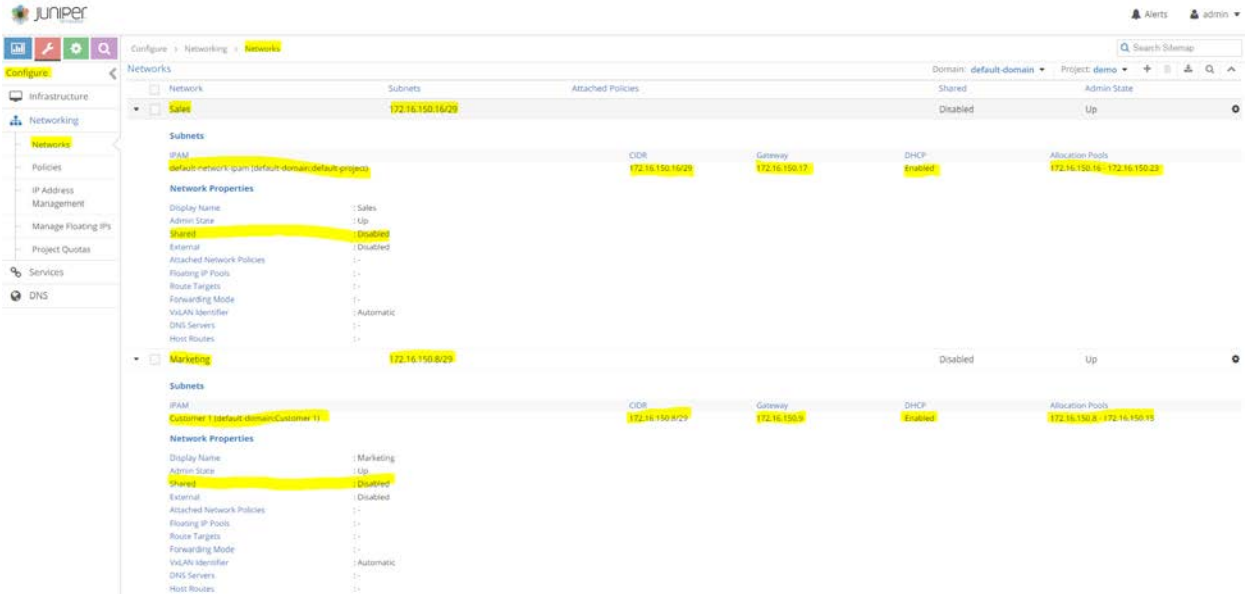 JUNIPER
NETWORKS
Alerts admin
Configure > Networking > Networks Search Sitemap
Configure
Networks Domain: default-domain Project: demo
Infrastructure
Networking
Networks
Policies
IP Address
Management
Manage Floating IPs
Project Quotas
Services
DNS
Network Subnets Attached Policies Shared Admin State
Sales 172.16.150.16/29 Disabled Up
Subnets
IPAM CIDR Gateway DHCP Allocation Pools
default-network-ipam (default-domain:default-project) 172.16.150.16/29 172.16.150.17 Enabled 172.16.150.16 - 172.16.150.23
Network Properties
Display Name : Sales
Admin State : Up
Shared : Disabled
External : Disabled
Attached Network Policies : -
Floating IP Pools : -
Route Targets : -
Forwarding Mode : -
VxLAN Identifier : Automatic
DNS Servers : -
Host Routes : -
Marketing 172.16.150.8/29 Disabled Up
Subnets
IPAM CIDR Gateway DHCP Allocation Pools
Customer 1 (default-domain:Customer 1) 172.16.150.8/29 172.16.150.9 Enabled 172.16.150.8 - 172.16.150.15
Network Properties
Display Name : Marketing
Admin State : Up
Shared : Disabled
External : Disabled
Attached Network Policies : -
Floating IP Pools : -
Route Targets : -
Forwarding Mode : -
VxLAN Identifier : Automatic
DNS Servers : -
Host Routes : -